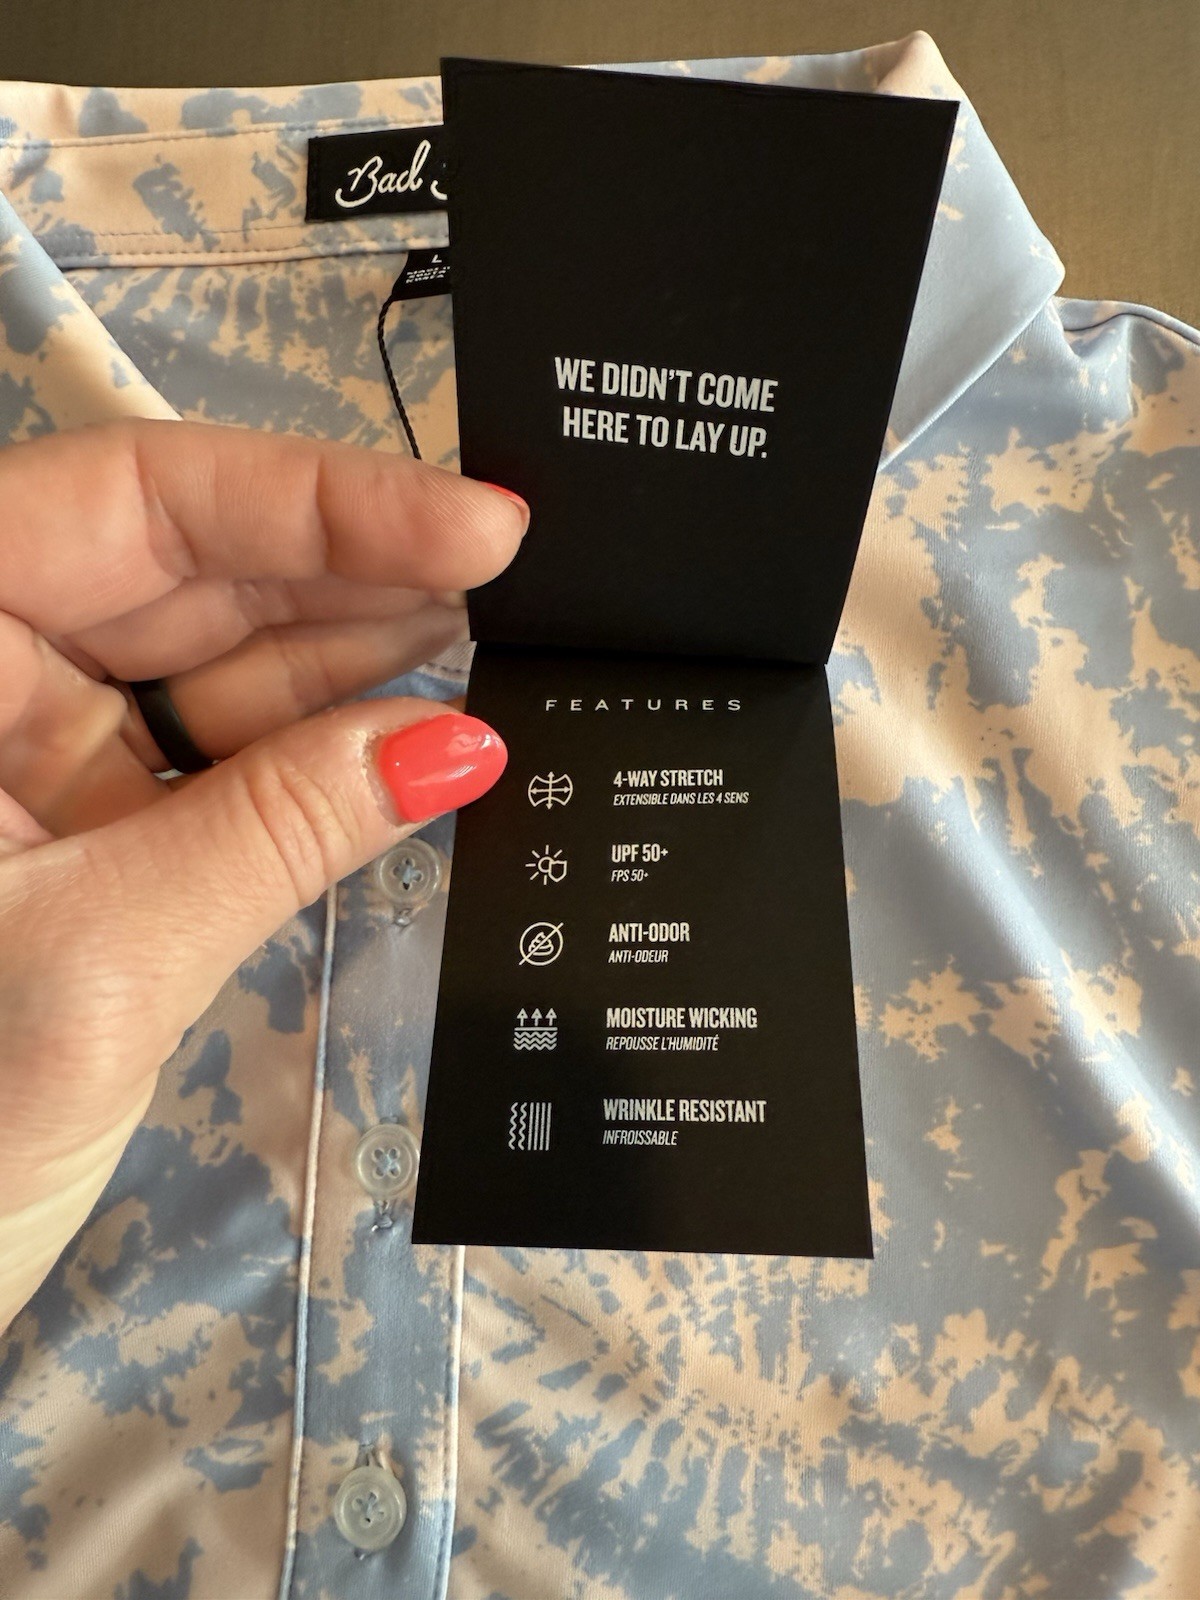 Bad
L
WE DIDN'T COME
HERE TO LAY UP.
FEATURES
4-WAY STRETCH
EXTENSIBLE DANS LES 4 SENS
UPF 50+
FPS 50+
ANTI-ODOR
ANTI-ODEUR
MOISTURE WICKING
REPOUSSE L'HUMIDITÉ
WRINKLE RESISTANT
INFROISSABLE